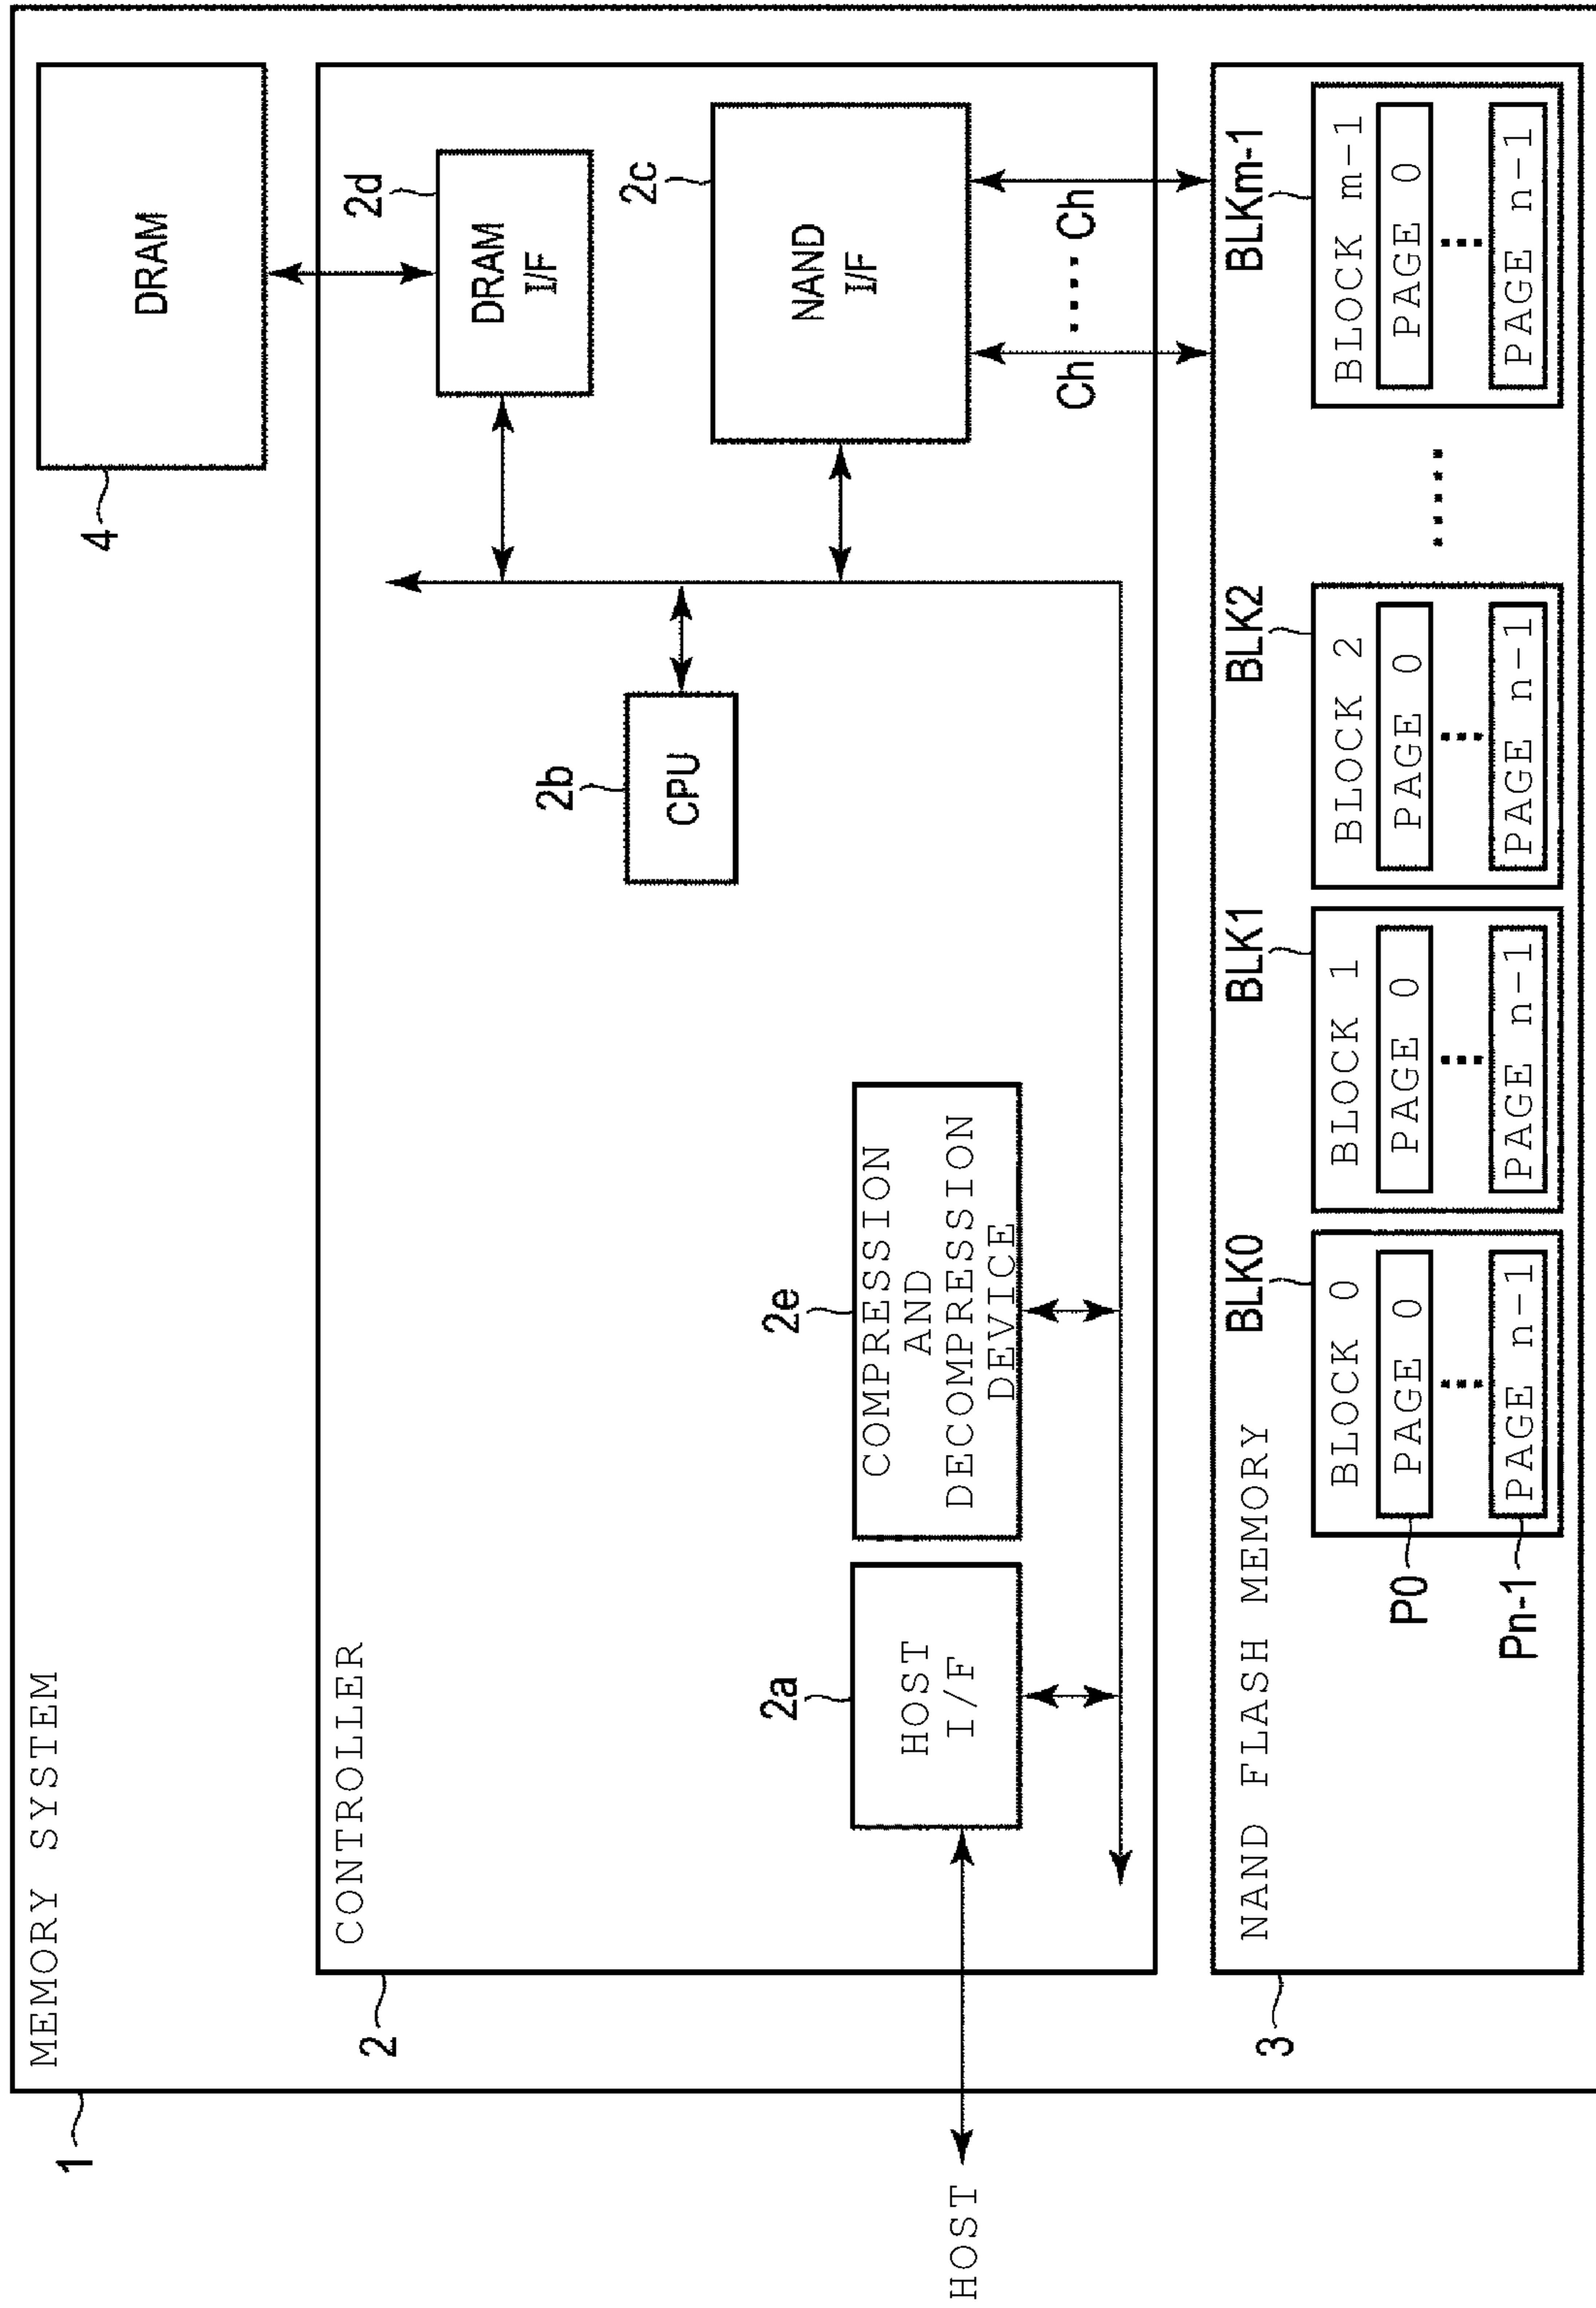 1
MEMORY SYSTEM
4
DRAM
2
CONTROLLER
2d
DRAM
I/F
2b
CPU
2c
NAND
I/F
2a
HOST
I/F
2e
COMPRESSION
AND
DECOMPRESSION
DEVICE
HOST
Ch ····· Ch
3
NAND FLASH MEMORY
BLK0
BLK1
BLK2
BLKm-1
BLOCK 0
BLOCK 1
BLOCK 2
BLOCK m-1
P0
PAGE 0
PAGE 0
PAGE 0
PAGE 0
Pn-1
PAGE n-1
PAGE n-1
PAGE n-1
PAGE n-1